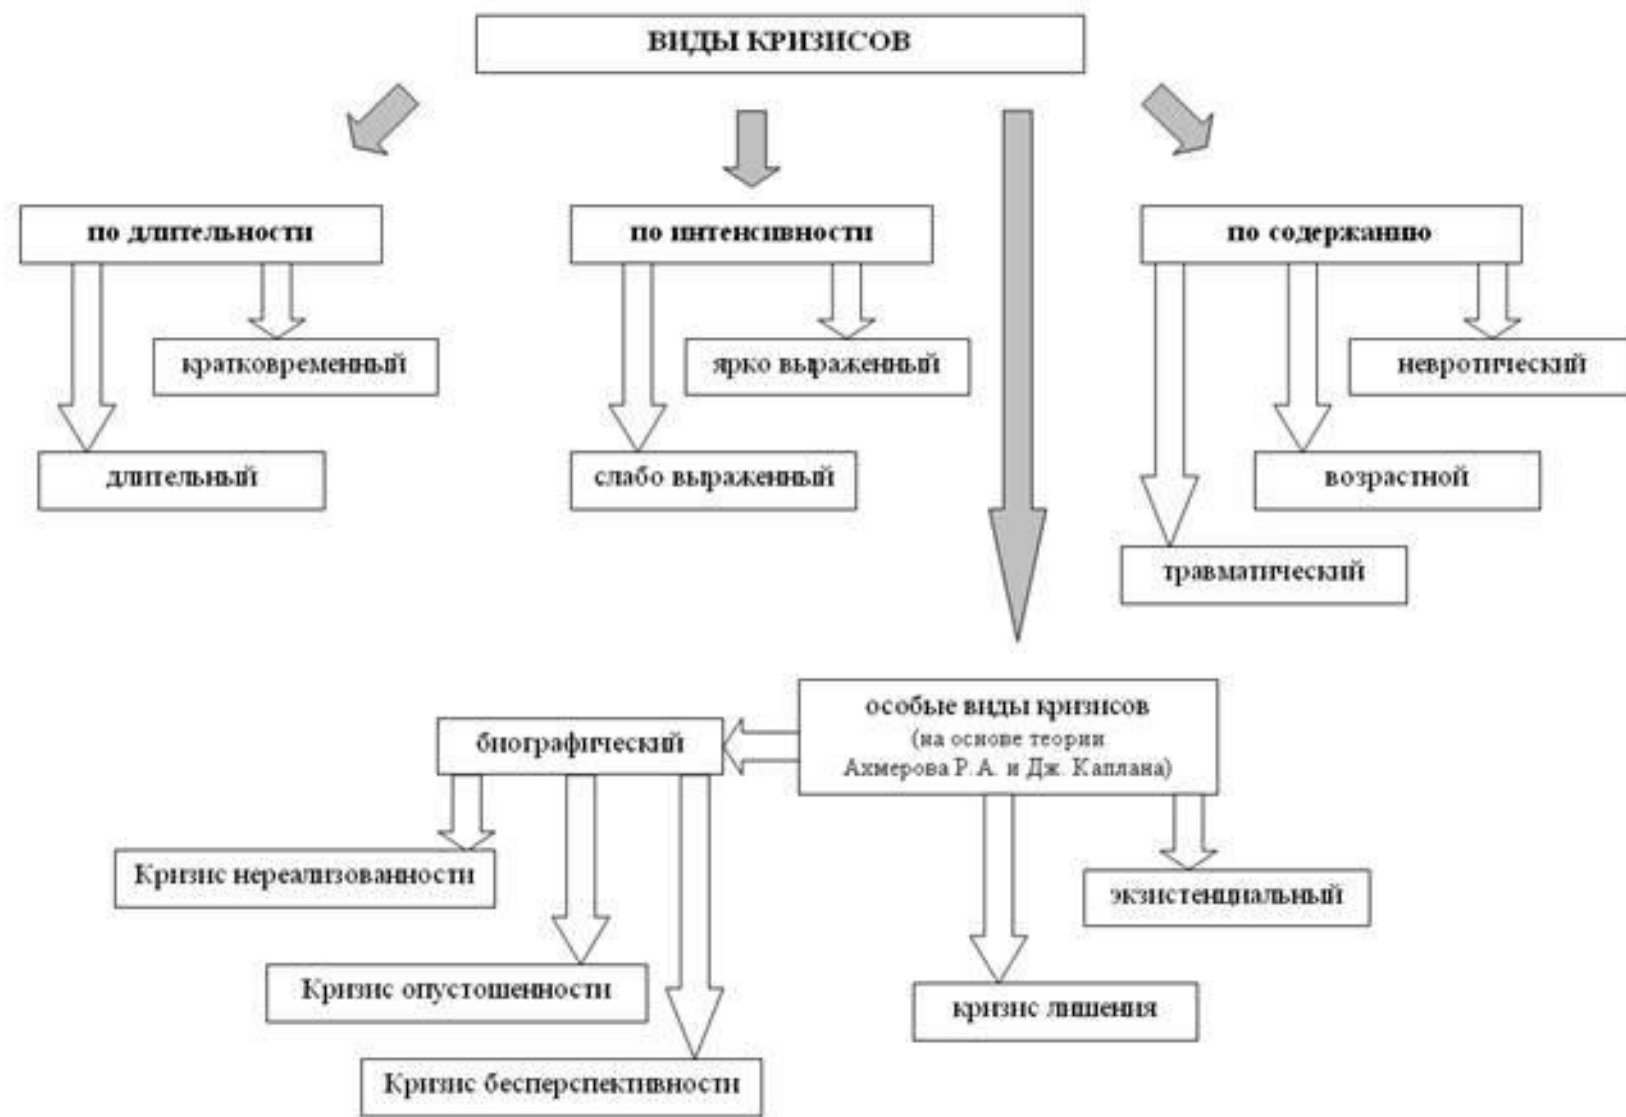 ВИДЫ КРИЗИСОВ
по длительности
по интенсивности
по содержанию
кратковременный
ярко выраженный
невротический
длительный
слабо выраженный
возрастной
травматический
особые виды кризисов
(на основе теории
Ахмерова Р.А. и Дж. Каплана)
биографический
Кризис нереализованности
экзистенциальный
Кризис опустошенности
кризис лишения
Кризис бесперспективности